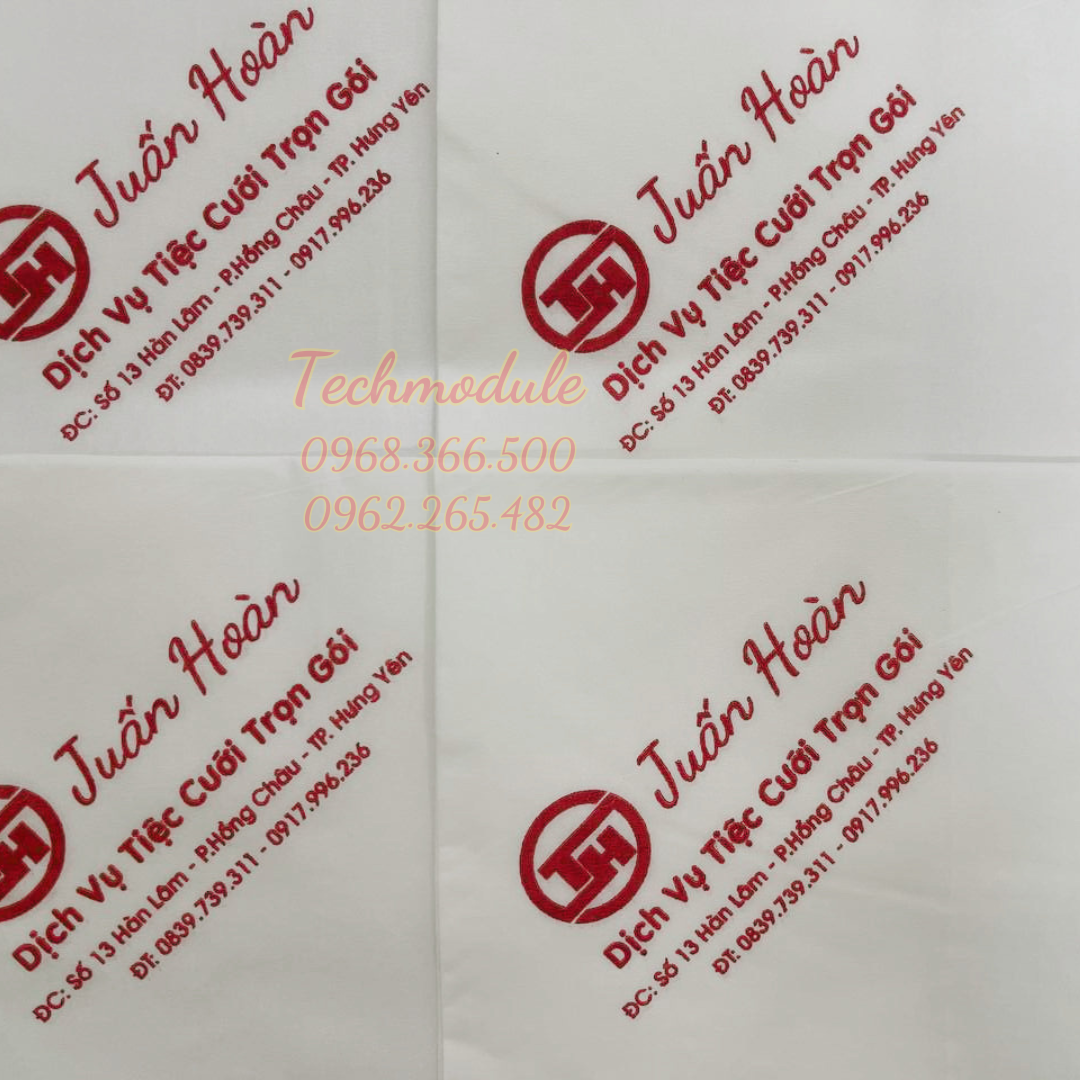 Tuấn Hoàn
Dịch Vụ Tiệc Cưới Trọn Gói
ĐC: Số 13 Hàn Lâm - P.Hồng Châu - TP. Hưng Yên
ĐT: 0839.739.311 - 0917.996.236
TH
Tuấn Hoàn
Dịch Vụ Tiệc Cưới Trọn Gói
ĐC: Số 13 Hàn Lâm - P.Hồng Châu - TP. Hưng Yên
ĐT: 0839.739.311 - 0917.996.236
TH
Techmodule
0968.366.500
0962.265.482
Tuấn Hoàn
Dịch Vụ Tiệc Cưới Trọn Gói
ĐC: Số 13 Hàn Lâm - P.Hồng Châu - TP. Hưng Yên
ĐT: 0839.739.311 - 0917.996.236
TH
Tuấn Hoàn
Dịch Vụ Tiệc Cưới Trọn Gói
ĐC: Số 13 Hàn Lâm - P.Hồng Châu - TP. Hưng Yên
ĐT: 0839.739.311 - 0917.996.236
TH